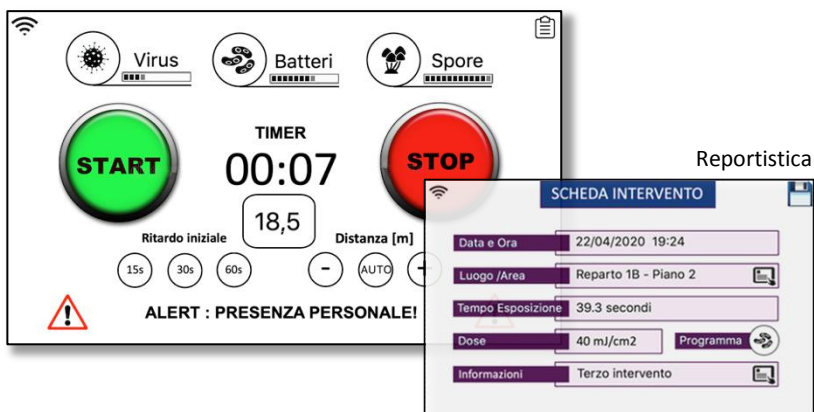 Virus
Batteri
Spore
START
TIMER
00:07
STOP
18,5
Ritardo iniziale
Distanza [m]
15s
30s
60s
-
AUTO
+
ALERT : PRESENZA PERSONALE!
Reportistica
SCHEDA INTERVENTO
Data e Ora 22/04/2020 19:24
Luogo /Area Reparto 1B - Piano 2
Tempo Esposizione 39.3 secondi
Dose 40 mJ/cm2 Programma
Informazioni Terzo intervento